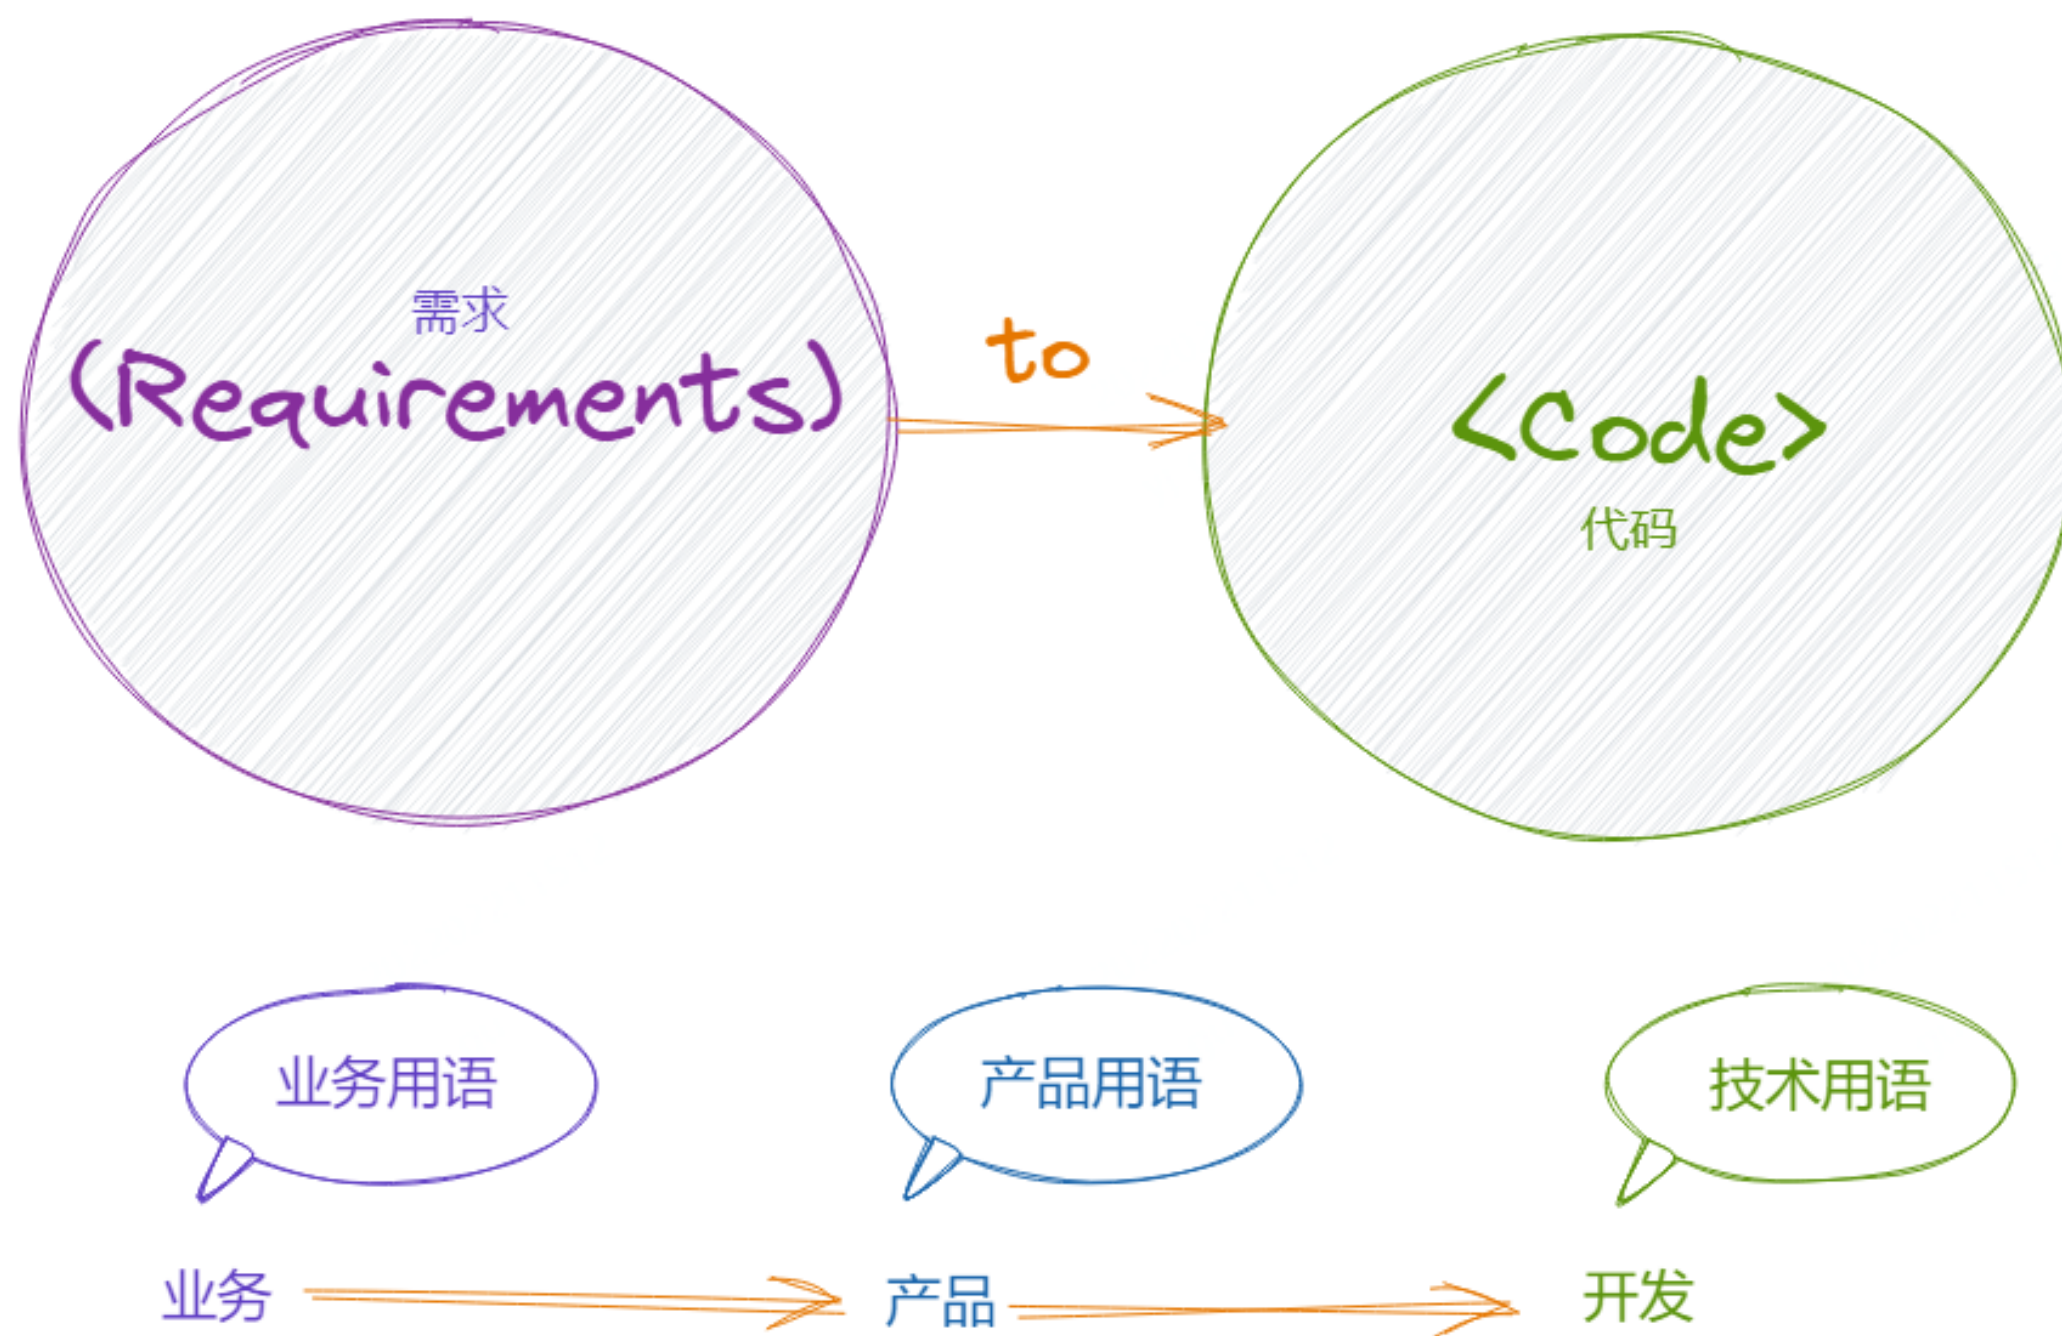 需求
(Requirements)
to
<Code>
代码
业务用语
产品用语
技术用语
业务
产品
开发